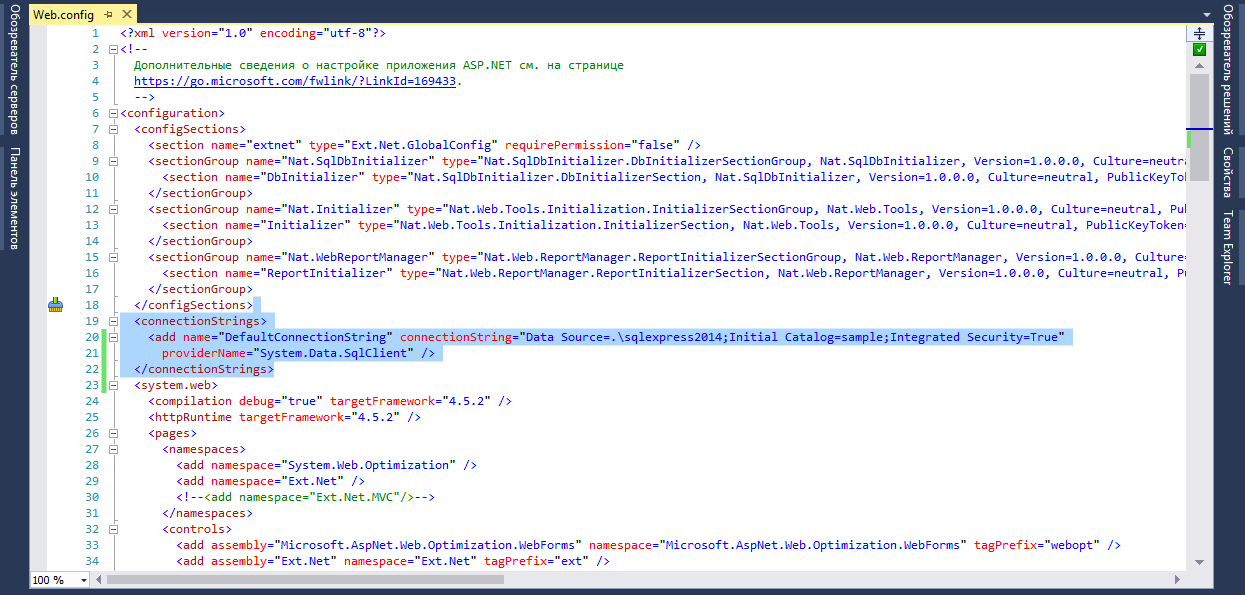 Web.config
Обозреватель серверов
Панель элементов
1 <?xml version="1.0" encoding="utf-8"?>
2 <!--
3 Дополнительные сведения о настройке приложения ASP.NET см. на странице
4 https://go.microsoft.com/fwlink/?LinkId=169433.
5 -->
6 <configuration>
7 <configSections>
8 <section name="extnet" type="Ext.Net.GlobalConfig" requirePermission="false" />
9 <sectionGroup name="Nat.SqlDbInitializer" type="Nat.SqlDbInitializer.DbInitializerSectionGroup, Nat.SqlDbInitializer, Version=1.0.0.0, Culture=neutra
10 <section name="DbInitializer" type="Nat.SqlDbInitializer.DbInitializerSection, Nat.SqlDbInitializer, Version=1.0.0.0, Culture=neutral, PublicKeyTok
11 </sectionGroup>
12 <sectionGroup name="Nat.Initializer" type="Nat.Web.Tools.Initialization.InitializerSectionGroup, Nat.Web.Tools, Version=1.0.0.0, Culture=neutral, Pub
13 <section name="Initializer" type="Nat.Web.Tools.Initialization.InitializerSection, Nat.Web.Tools, Version=1.0.0.0, Culture=neutral, PublicKeyToken=
14 </sectionGroup>
15 <sectionGroup name="Nat.WebReportManager" type="Nat.Web.ReportManager.ReportInitializerSectionGroup, Nat.Web.ReportManager, Version=1.0.0.0, Culture=
16 <section name="ReportInitializer" type="Nat.Web.ReportManager.ReportInitializerSection, Nat.Web.ReportManager, Version=1.0.0.0, Culture=neutral, Pu
17 </sectionGroup>
18 </configSections>
19 <connectionStrings>
20 <add name="DefaultConnectionString" connectionString="Data Source=.\sqlexpress2014;Initial Catalog=sample;Integrated Security=True"
21 providerName="System.Data.SqlClient" />
22 </connectionStrings>
23 <system.web>
24 <compilation debug="true" targetFramework="4.5.2" />
25 <httpRuntime targetFramework="4.5.2" />
26 <pages>
27 <namespaces>
28 <add namespace="System.Web.Optimization" />
29 <add namespace="Ext.Net" />
30 <!--<add namespace="Ext.Net.MVC"/>-->
31 </namespaces>
32 <controls>
33 <add assembly="Microsoft.AspNet.Web.Optimization.WebForms" namespace="Microsoft.AspNet.Web.Optimization.WebForms" tagPrefix="webopt" />
34 <add assembly="Ext.Net" namespace="Ext.Net" tagPrefix="ext" />
100 %
Обозреватель решений
Свойства
Team Explorer